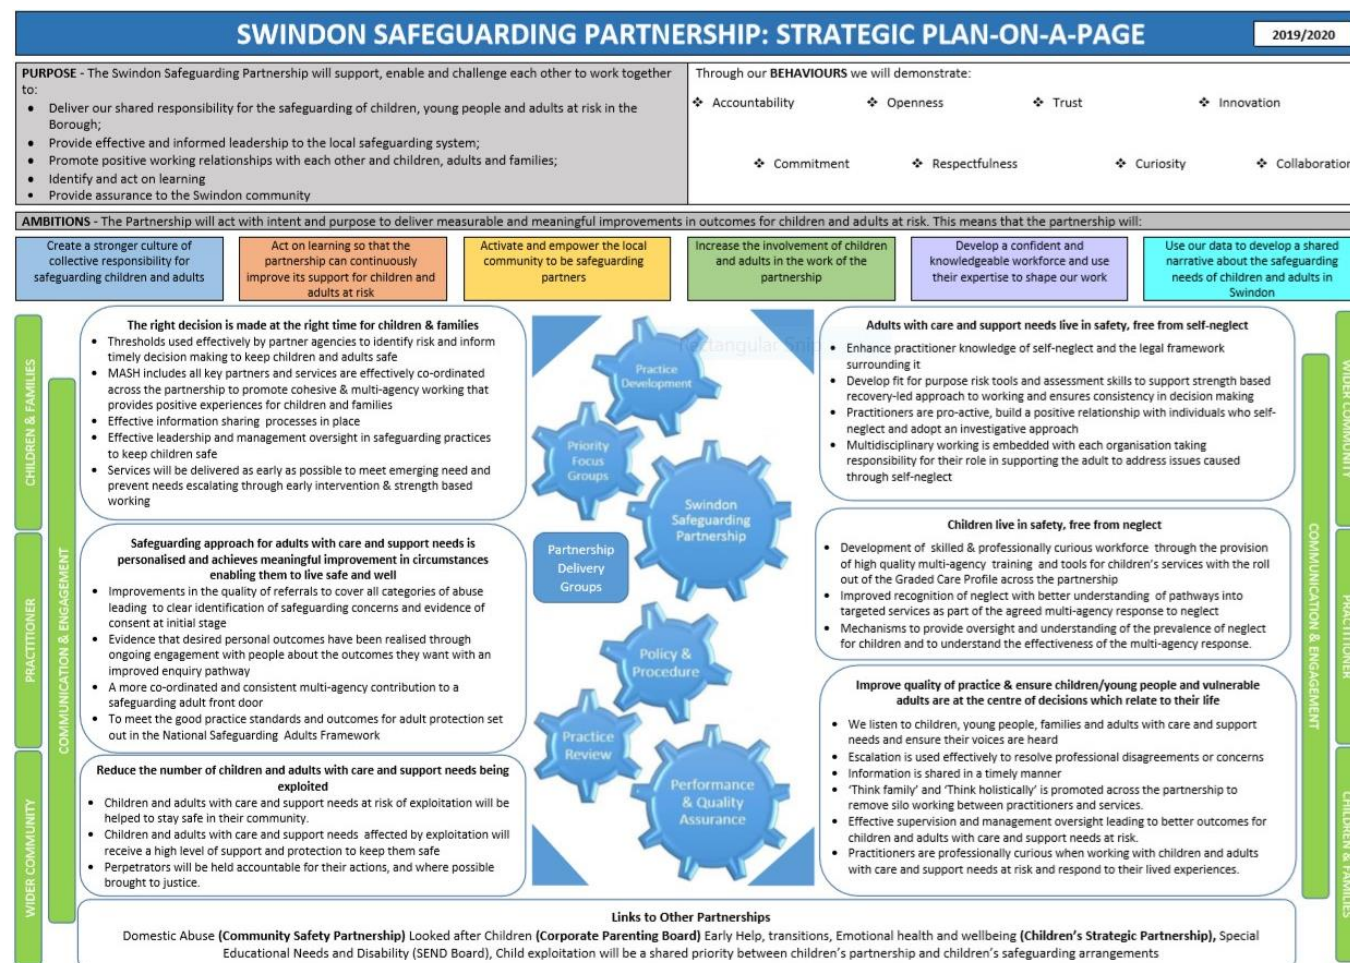 SWINDON SAFEGUARDING PARTNERSHIP: STRATEGIC PLAN-ON-A-PAGE
2019/2020
PURPOSE - The Swindon Safeguarding Partnership will support, enable and challenge each other to work together
to:
• Deliver our shared responsibility for the safeguarding of children, young people and adults at risk in the
Borough;
• Provide effective and informed leadership to the local safeguarding system;
• Promote positive working relationships with each other and children, adults and families;
• Identify and act on learning
• Provide assurance to the Swindon community
Through our BEHAVIOURS we will demonstrate:
❖ Accountability ❖ Openness ❖ Trust ❖ Innovation
❖ Commitment ❖ Respectfulness ❖ Curiosity ❖ Collaboration
AMBITIONS - The Partnership will act with intent and purpose to deliver measurable and meaningful improvements in outcomes for children and adults at risk. This means that the partnership will:
Create a stronger culture of
collective responsibility for
safeguarding children and adults
Act on learning so that the
partnership can continuously
improve its support for children and
adults at risk
Activate and empower the local
community to be safeguarding
partners
Increase the involvement of children
and adults in the work of the
partnership
Develop a confident and
knowledgeable workforce and use
their expertise to shape our work
Use our data to develop a shared
narrative about the safeguarding
needs of children and adults in
Swindon
CHILDREN & FAMILIES
PRACTITIONER
WIDER COMMUNITY
COMMUNICATION & ENGAGEMENT
The right decision is made at the right time for children & families
• Thresholds used effectively by partner agencies to identify risk and inform
timely decision making to keep children and adults safe
• MASH includes all key partners and services are effectively co-ordinated
across the partnership to promote cohesive & multi-agency working that
provides positive experiences for children and families
• Effective information sharing processes in place
• Effective leadership and management oversight in safeguarding practices
to keep children safe
• Services will be delivered as early as possible to meet emerging need and
prevent needs escalating through early intervention & strength based
working
Safeguarding approach for adults with care and support needs is
personalised and achieves meaningful improvement in circumstances
enabling them to live safe and well
• Improvements in the quality of referrals to cover all categories of abuse
leading to clear identification of safeguarding concerns and evidence of
consent at initial stage
• Evidence that desired personal outcomes have been realised through
ongoing engagement with people about the outcomes they want with an
improved enquiry pathway
• A more co-ordinated and consistent multi-agency contribution to a
safeguarding adult front door
• To meet the good practice standards and outcomes for adult protection set
out in the National Safeguarding Adults Framework
Reduce the number of children and adults with care and support needs being
exploited
• Children and adults with care and support needs at risk of exploitation will be
helped to stay safe in their community.
• Children and adults with care and support needs affected by exploitation will
receive a high level of support and protection to keep them safe
• Perpetrators will be held accountable for their actions, and where possible
brought to justice.
Practice
Development
Priority
Focus
Groups
Swindon
Safeguarding
Partnership
Partnership
Delivery
Groups
Policy &
Procedure
Practice
Review
Performance
& Quality
Assurance
Adults with care and support needs live in safety, free from self-neglect
• Enhance practitioner knowledge of self-neglect and the legal framework
surrounding it
• Develop fit for purpose risk tools and assessment skills to support strength based
recovery-led approach to working and ensures consistency in decision making
• Practitioners are pro-active, build a positive relationship with individuals who self-
neglect and adopt an investigative approach
• Multidisciplinary working is embedded with each organisation taking
responsibility for their role in supporting the adult to address issues caused
through self-neglect
Children live in safety, free from neglect
• Development of skilled & professionally curious workforce through the provision
of high quality multi-agency training and tools for children's services with the roll
out of the Graded Care Profile across the partnership
• Improved recognition of neglect with better understanding of pathways into
targeted services as part of the agreed multi-agency response to neglect
• Mechanisms to provide oversight and understanding of the prevalence of neglect
for children and to understand the effectiveness of the multi-agency response.
Improve quality of practice & ensure children/young people and vulnerable
adults are at the centre of decisions which relate to their life
• We listen to children, young people, families and adults with care and support
needs and ensure their voices are heard
• Escalation is used effectively to resolve professional disagreements or concerns
• Information is shared in a timely manner
• 'Think family' and 'Think holistically' is promoted across the partnership to
remove silo working between practitioners and services.
• Effective supervision and management oversight leading to better outcomes for
children and adults with care and support needs at risk.
• Practitioners are professionally curious when working with children and adults
with care and support needs at risk and respond to their lived experiences.
COMMUNICATION & ENGAGEMENT
WIDER COMMUNITY
PRACTITIONER
CHILDREN & FAMILIES
Links to Other Partnerships
Domestic Abuse (Community Safety Partnership) Looked after Children (Corporate Parenting Board) Early Help, transitions, Emotional health and wellbeing (Children's Strategic Partnership), Special
Educational Needs and Disability (SEND Board), Child exploitation will be a shared priority between children's partnership and children's safeguarding arrangements